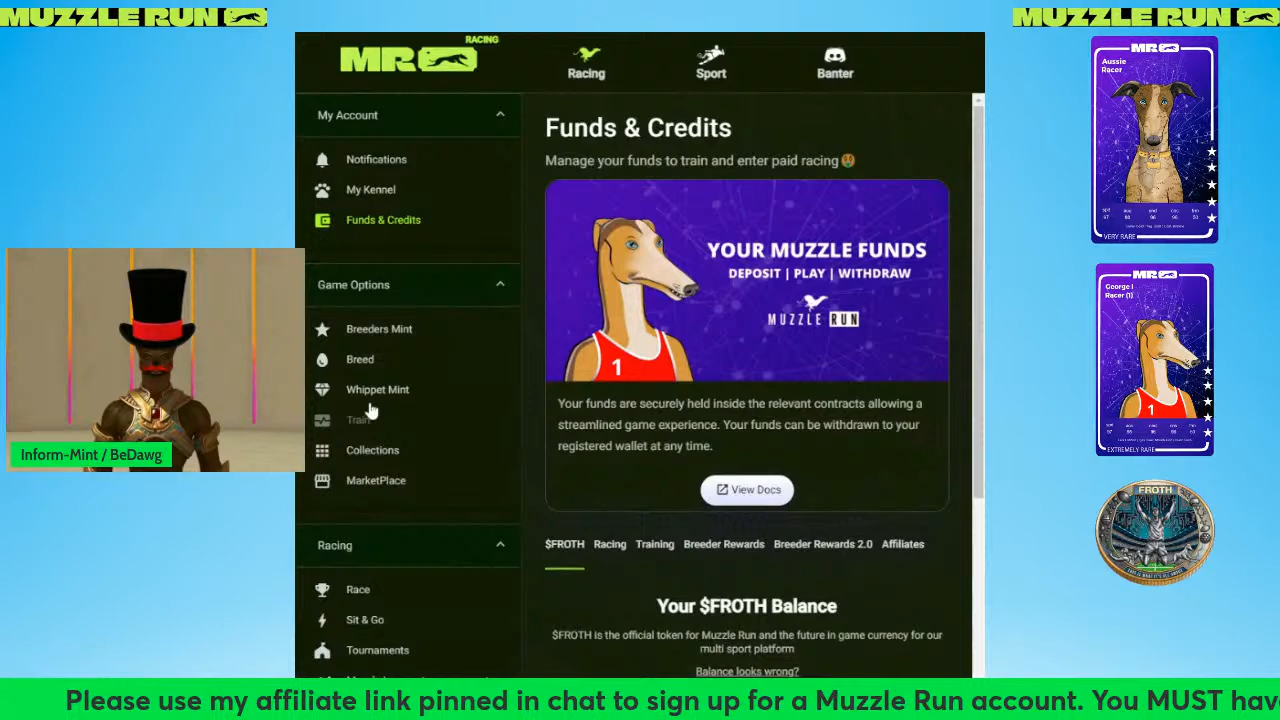 MUZZLE RUN
MUZZLE RUN
MR
RACING
Racing
Sport
Banter
My Account
Notifications
My Kennel
Funds & Credits
Game Options
Breeders Mint
Breed
Whippet Mint
Train
Collections
MarketPlace
Racing
Race
Sit & Go
Tournaments
Funds & Credits
Manage your funds to train and enter paid racing
YOUR MUZZLE FUNDS
DEPOSIT | PLAY | WITHDRAW
MUZZLE RUN
1
Your funds are securely held inside the relevant contracts allowing a
streamlined game experience. Your funds can be withdrawn to your
registered wallet at any time.
View Docs
$FROTH Racing Training Breeder Rewards Breeder Rewards 2.0 Affiliates
Your $FROTH Balance
$FROTH is the official token for Muzzle Run and the future in game currency for our
multi sport platform
Balance looks wrong?
Inform-Mint / BeDawg
MR
Aussie
Racer
VERY RARE
MR
George I
Racer (1)
1
EXTREMELY RARE
FROTH
Please use my affiliate link pinned in chat to sign up for a Muzzle Run account. You MUST hav